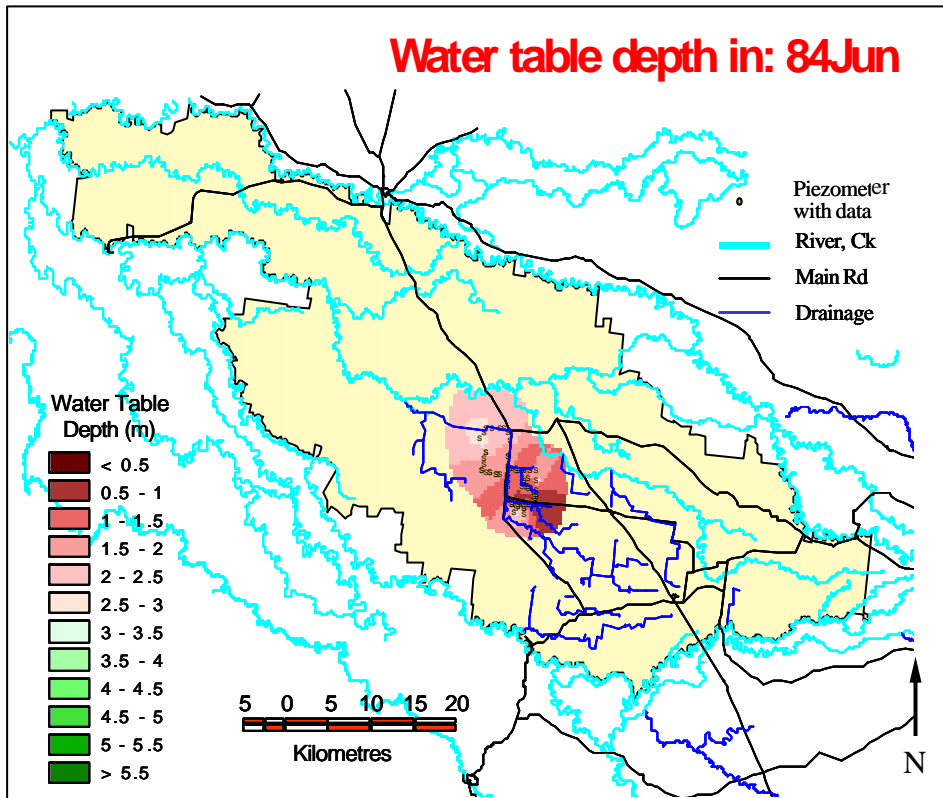 Water table depth in: 84Jun
Piezometer
with data
River, Ck
Main Rd
Drainage
Water Table
Depth (m)
< 0.5
0.5 - 1
1 - 1.5
1.5 - 2
2 - 2.5
2.5 - 3
3 - 3.5
3.5 - 4
4 - 4.5
4.5 - 5
5 - 5.5
> 5.5
5 0 5 10 15 20
Kilometres
N